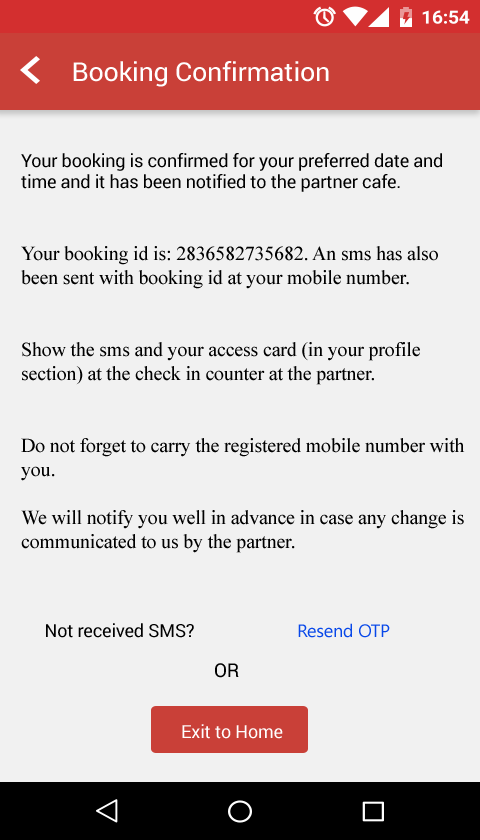 16:54
Booking Confirmation
Your booking is confirmed for your preferred date and
time and it has been notified to the partner cafe.
Your booking id is: 2836582735682. An sms has also
been sent with booking id at your mobile number.
Show the sms and your access card (in your profile
section) at the check in counter at the partner.
Do not forget to carry the registered mobile number with
you.
We will notify you well in advance in case any change is
communicated to us by the partner.
Not received SMS? Resend OTP
OR
Exit to Home